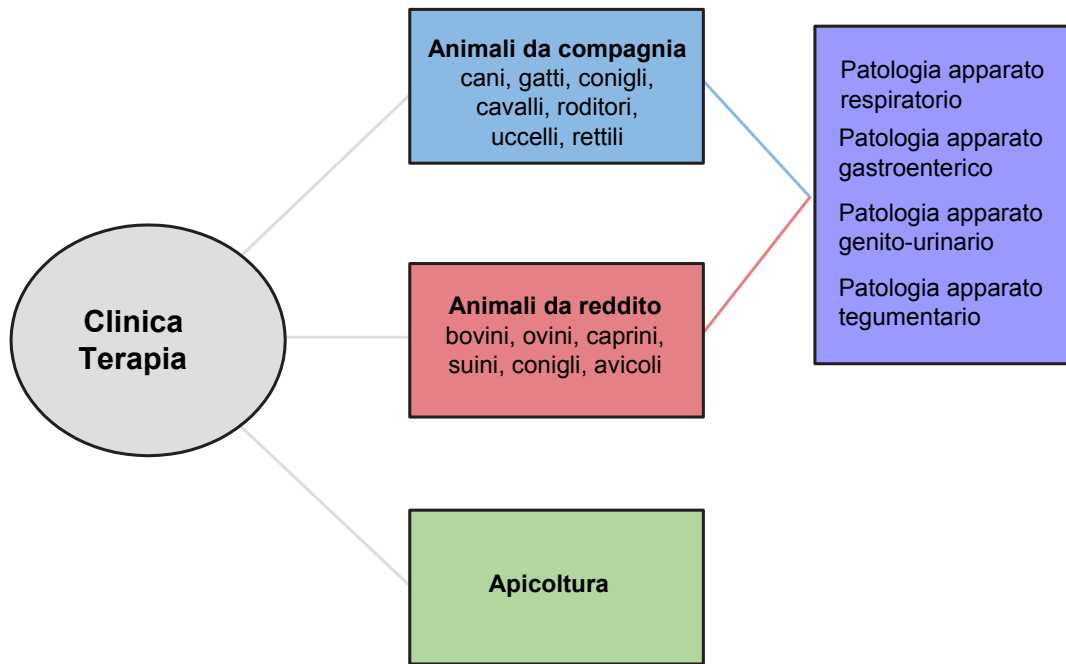 Clinica
Terapia
Animali da compagnia
cani, gatti, conigli,
cavalli, roditori,
uccelli, rettili
Animali da reddito
bovini, ovini, caprini,
suini, conigli, avicoli
Apicoltura
Patologia apparato
respiratorio
Patologia apparato
gastroenterico
Patologia apparato
genito-urinario
Patologia apparato
tegumentario